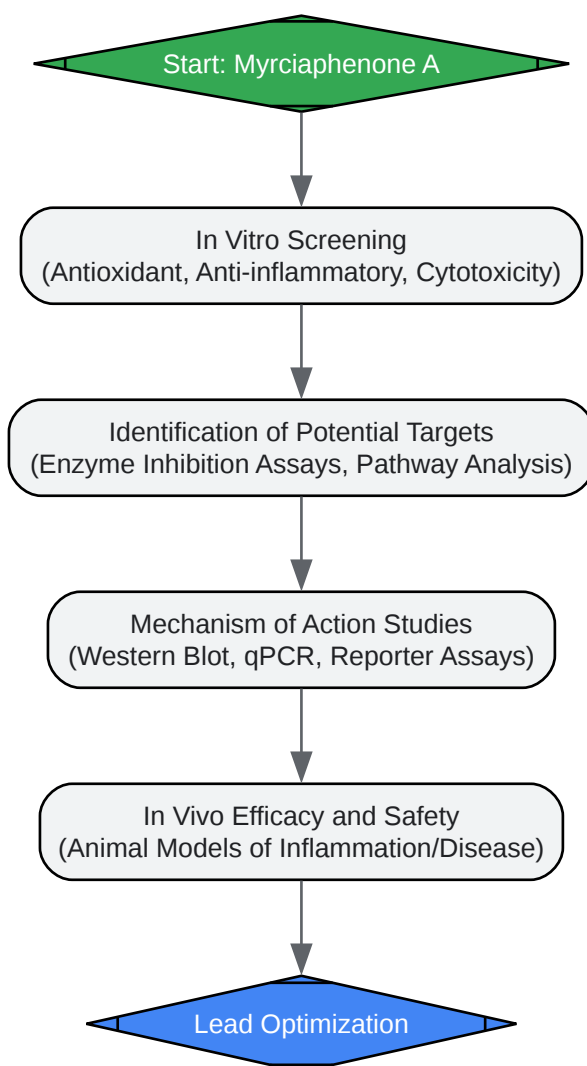 Start: Myrciaphenone A
In Vitro Screening
(Antioxidant, Anti-inflammatory, Cytotoxicity)
Identification of Potential Targets
(Enzyme Inhibition Assays, Pathway Analysis)
Mechanism of Action Studies
(Western Blot, qPCR, Reporter Assays)
In Vivo Efficacy and Safety
(Animal Models of Inflammation/Disease)
Lead Optimization